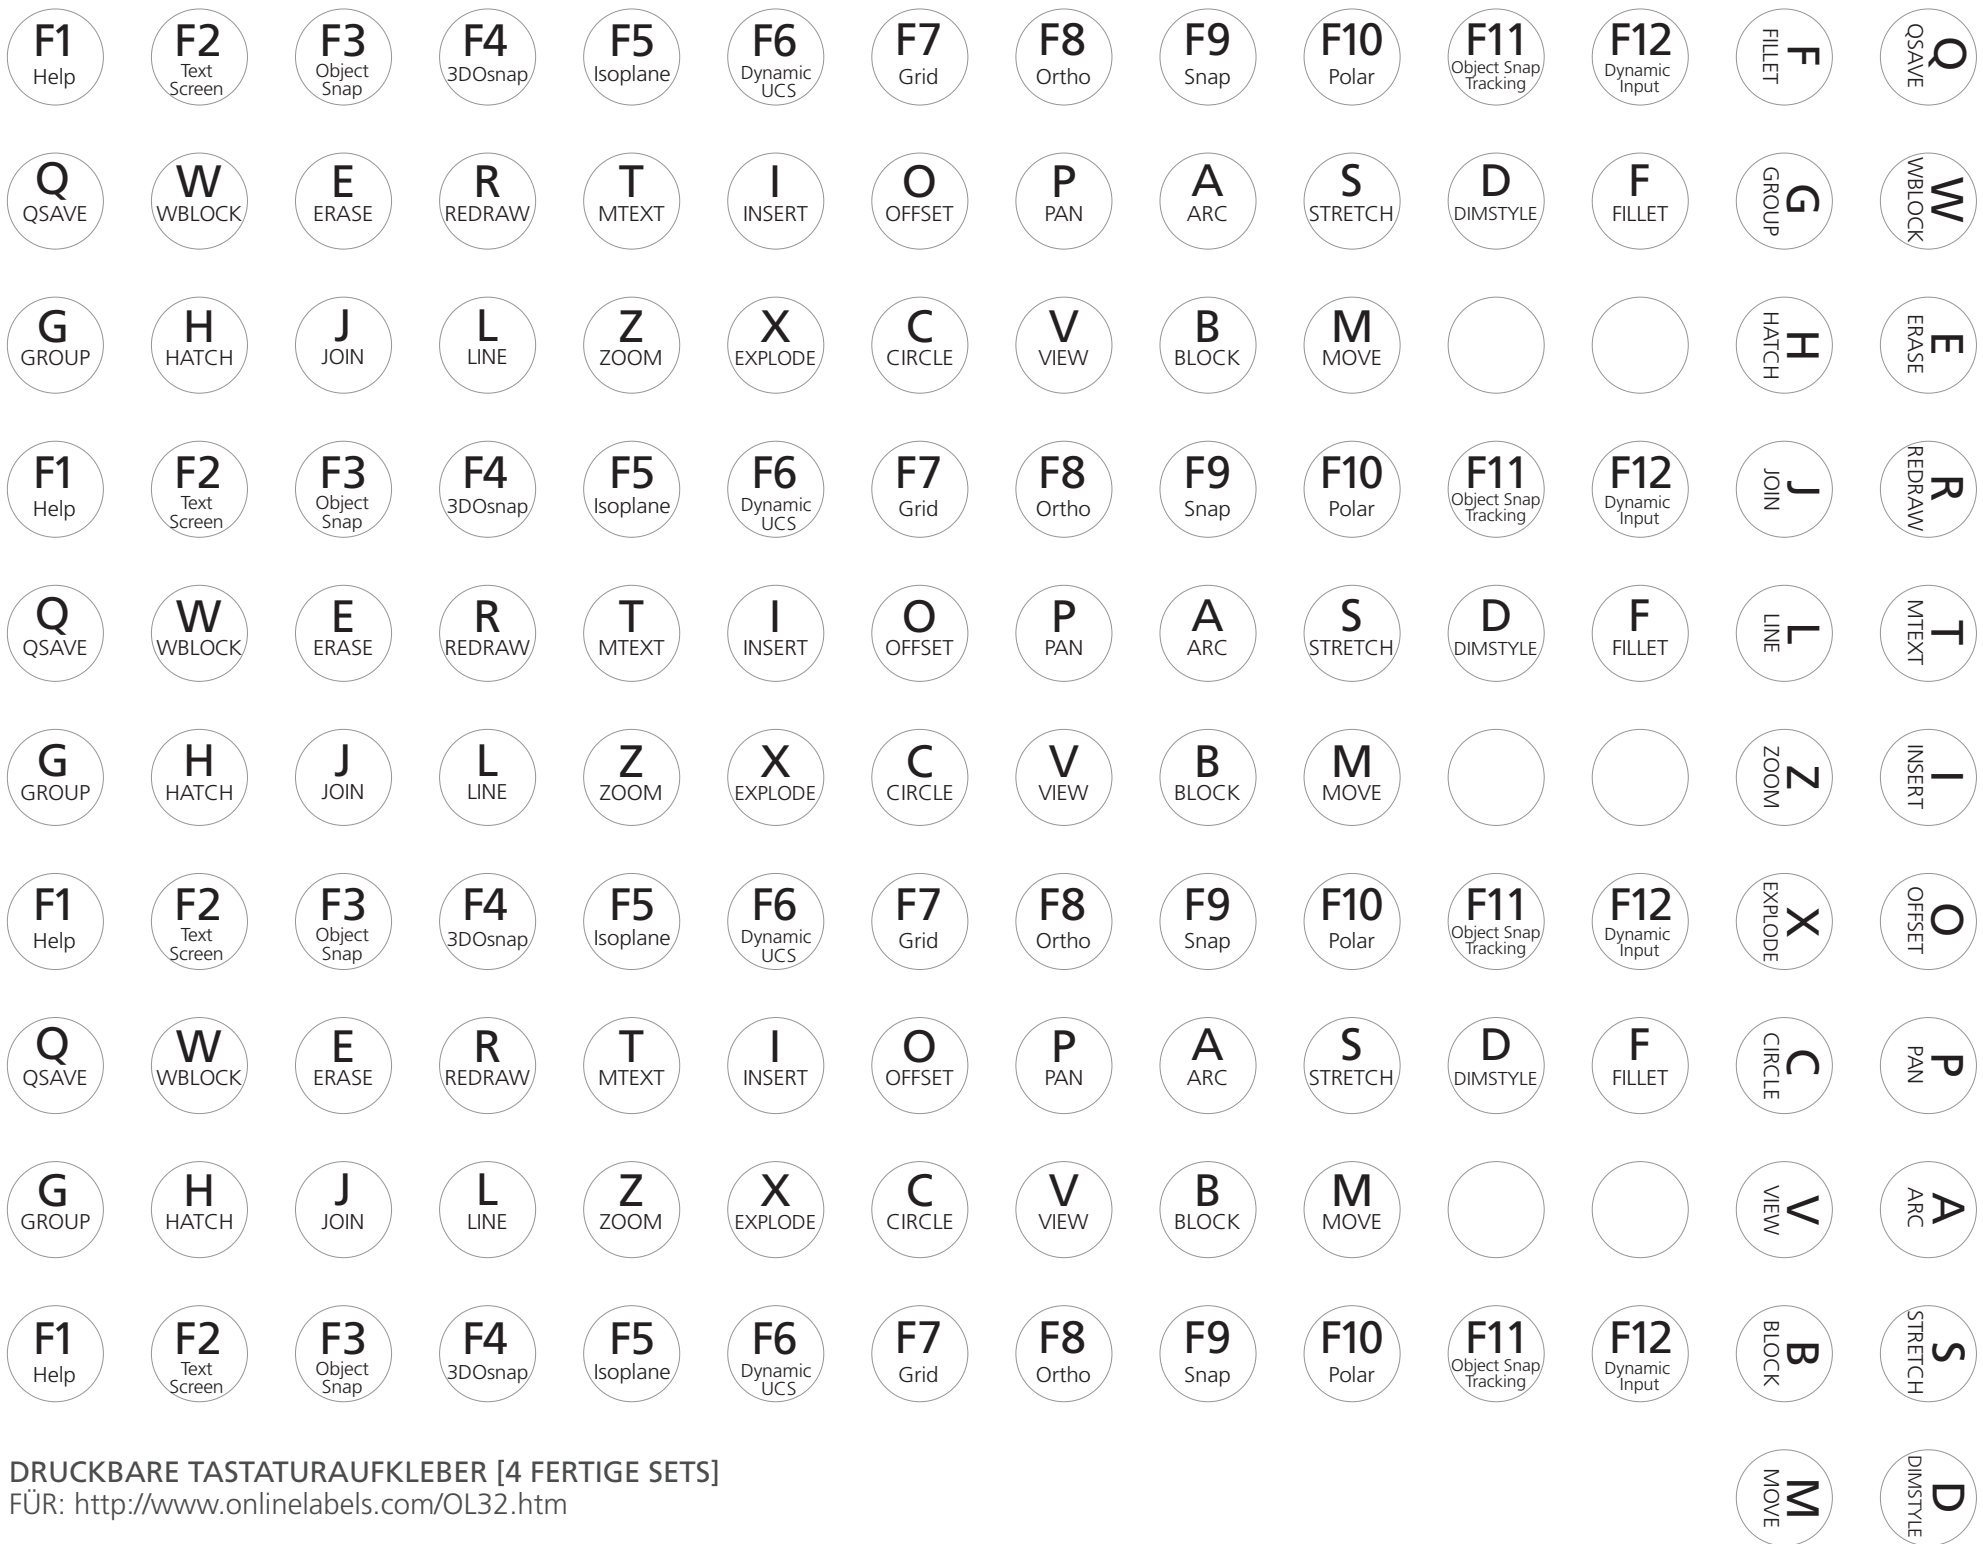 F1 F2 F3 F4 F5 F6 F7 F8 F9 F10 F11 F12
Help Text Screen Object Snap 3DOsnap Isoplane Dynamic UCS Grid Ortho Snap Polar Object Snap Tracking Dynamic Input
Q W E R T I O P A S D F
QSAVE WBLOCK ERASE REDRAW MTEXT INSERT OFFSET PAN ARC STRETCH DIMSTYLE FILLET
G H J L Z X C V B M
GROUP HATCH JOIN LINE ZOOM EXPLODE CIRCLE VIEW BLOCK MOVE
F1 F2 F3 F4 F5 F6 F7 F8 F9 F10 F11 F12
Help Text Screen Object Snap 3DOsnap Isoplane Dynamic UCS Grid Ortho Snap Polar Object Snap Tracking Dynamic Input
Q W E R T I O P A S D F
QSAVE WBLOCK ERASE REDRAW MTEXT INSERT OFFSET PAN ARC STRETCH DIMSTYLE FILLET
G H J L Z X C V B M
GROUP HATCH JOIN LINE ZOOM EXPLODE CIRCLE VIEW BLOCK MOVE
F1 F2 F3 F4 F5 F6 F7 F8 F9 F10 F11 F12
Help Text Screen Object Snap 3DOsnap Isoplane Dynamic UCS Grid Ortho Snap Polar Object Snap Tracking Dynamic Input
Q W E R T I O P A S D F
QSAVE WBLOCK ERASE REDRAW MTEXT INSERT OFFSET PAN ARC STRETCH DIMSTYLE FILLET
G H J L Z X C V B M
GROUP HATCH JOIN LINE ZOOM EXPLODE CIRCLE VIEW BLOCK MOVE
F1 F2 F3 F4 F5 F6 F7 F8 F9 F10 F11 F12
Help Text Screen Object Snap 3DOsnap Isoplane Dynamic UCS Grid Ortho Snap Polar Object Snap Tracking Dynamic Input
Q W E R T I O P A S D
QSAVE WBLOCK ERASE REDRAW MTEXT INSERT OFFSET PAN ARC STRETCH DIMSTYLE
F G H J L Z X C V B M
FILLET GROUP HATCH JOIN LINE ZOOM EXPLODE CIRCLE VIEW BLOCK MOVE
DRUCKBARE TASTATURAUFKLEBER [4 FERTIGE SETS]
FÜR: http://www.onlinelabels.com/OL32.htm